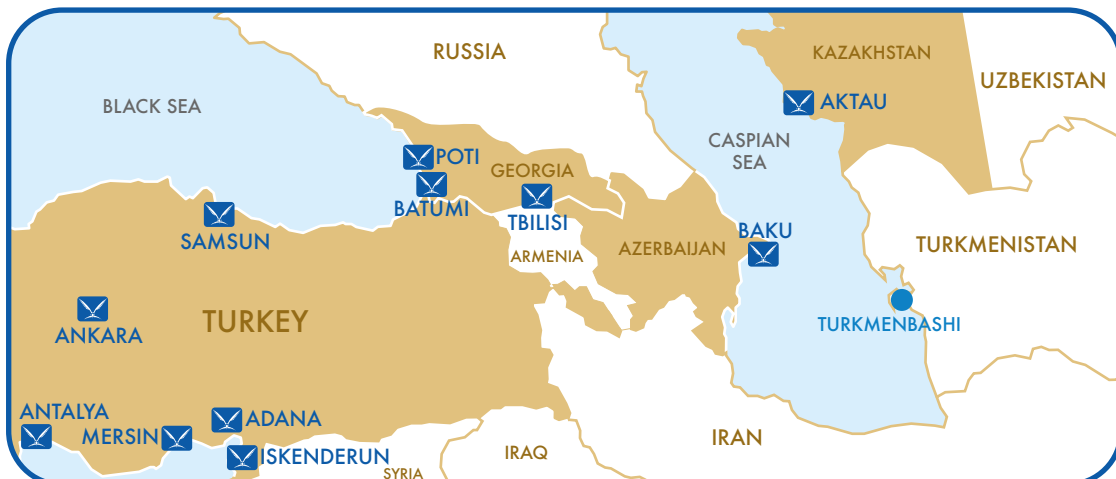 RUSSIA
KAZAKHSTAN
UZBEKISTAN
BLACK SEA
AKTAU
CASPIAN
SEA
POTI
GEORGIA
BATUMI
TBILISI
SAMSUN
BAKU
AZERBAIJAN
ARMENIA
TURKMENISTAN
TURKEY
ANKARA
TURKMENBASHI
ANTALYA
MERSIN
ADANA
ISKENDERUN
IRAN
IRAQ
SYRIA